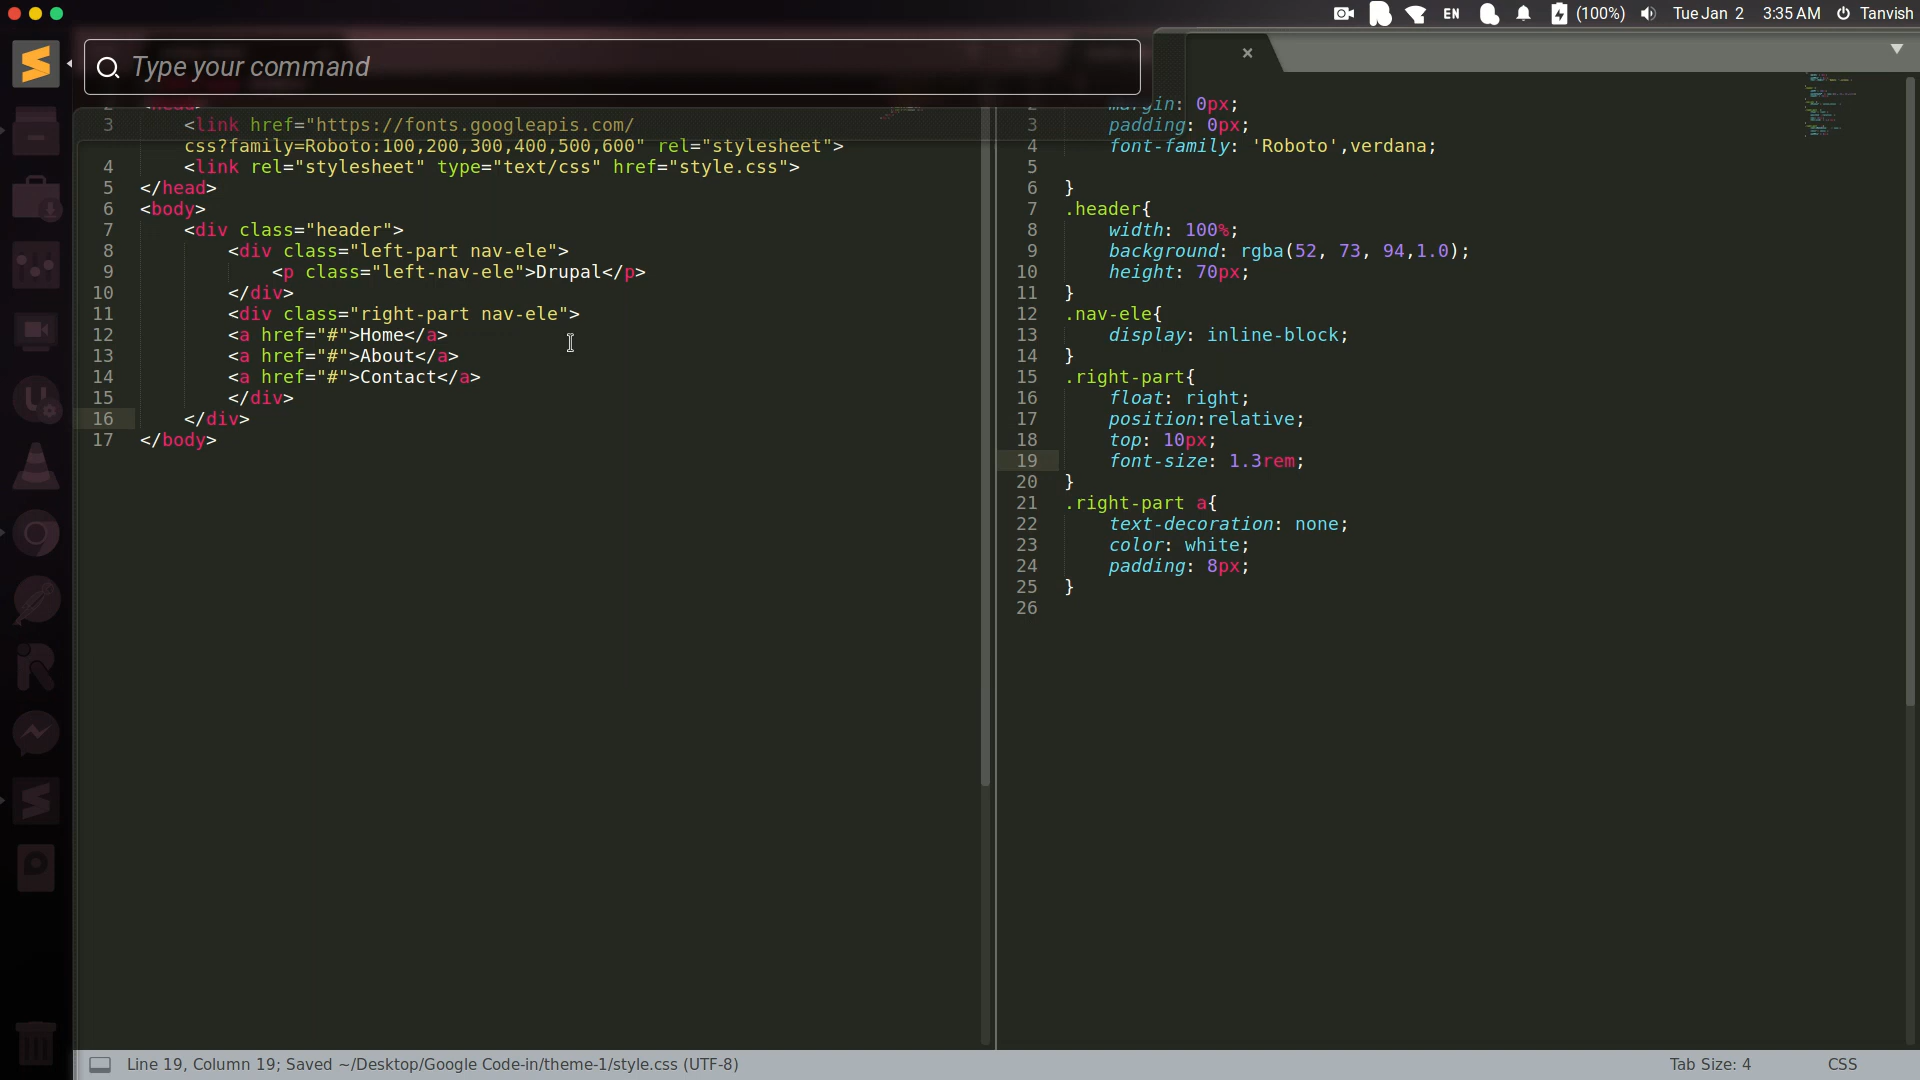 EN
(100%)
Tue Jan 2
3:35 AM
Tanvish
Type your command
2 <head>
3 <link href="https://fonts.googleapis.com/
css?family=Roboto:100,200,300,400,500,600" rel="stylesheet">
4 <link rel="stylesheet" type="text/css" href="style.css">
5 </head>
6 <body>
7 <div class="header">
8 <div class="left-part nav-ele">
9 <p class="left-nav-ele">Drupal</p>
10 </div>
11 <div class="right-part nav-ele">
12 <a href="#">Home</a>
13 <a href="#">About</a>
14 <a href="#">Contact</a>
15 </div>
16 </div>
17 </body>
2 margin: 0px;
3 padding: 0px;
4 font-family: 'Roboto',verdana;
5
6 }
7 .header{
8 width: 100%;
9 background: rgba(52, 73, 94,1.0);
10 height: 70px;
11 }
12 .nav-ele{
13 display: inline-block;
14 }
15 .right-part{
16 float: right;
17 position:relative;
18 top: 10px;
19 font-size: 1.3rem;
20 }
21 .right-part a{
22 text-decoration: none;
23 color: white;
24 padding: 8px;
25 }
26
Line 19, Column 19; Saved ~/Desktop/Google Code-in/theme-1/style.css (UTF-8)
Tab Size: 4
CSS